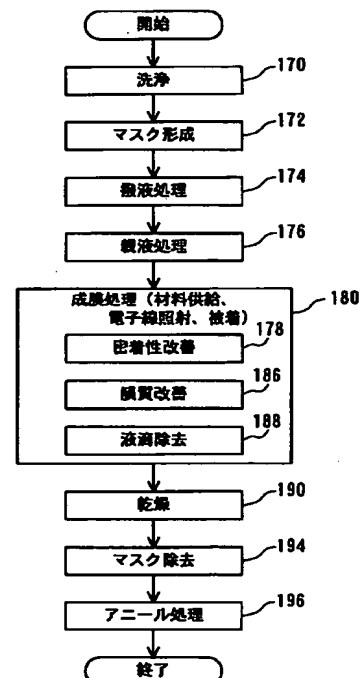 開始
170
洗浄
172
マスク形成
174
撥液処理
176
親液処理
180
成膜処理（材料供給、
電子線照射、被着）
178
密着性改善
186
膜質改善
188
液滴除去
190
乾燥
194
マスク除去
196
アニール処理
終了